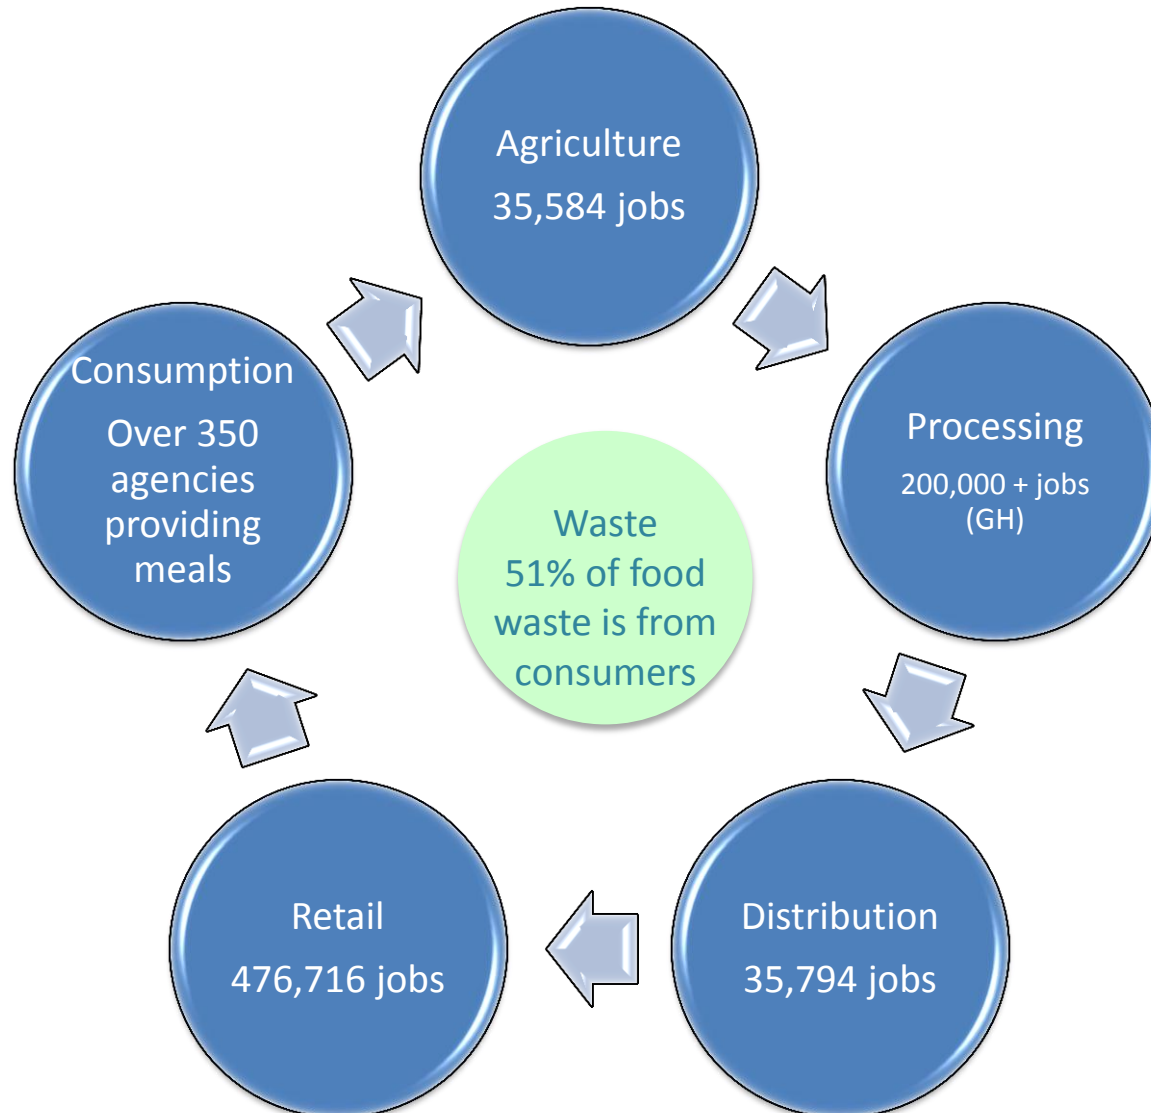 Agriculture
35,584 jobs
Processing
200,000 + jobs
(GH)
Distribution
35,794 jobs
Retail
476,716 jobs
Consumption
Over 350
agencies
providing
meals
Waste
51% of food
waste is from
consumers